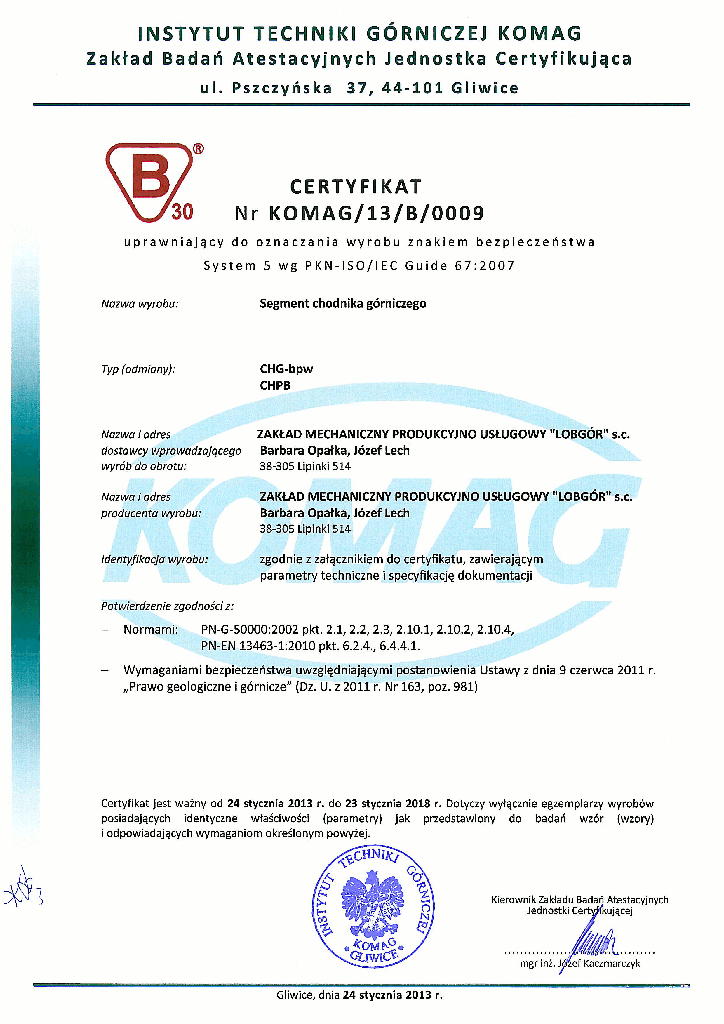 INSTYTUT TECHNIKI GÓRNICZEJ KOMAG
Zakład Badań Atestacyjnych Jednostka Certyfikująca
ul. Pszczyńska 37, 44-101 Gliwice
B 30 ®
CERTYFIKAT
Nr KOMAG/13/B/0009
uprawniający do oznaczania wyrobu znakiem bezpieczeństwa
System 5 wg PKN-ISO/IEC Guide 67:2007
Nazwa wyrobu: Segment chodnika górniczego
Typ (odmiany): CHG-bpw
CHPB
Nazwa i adres ZAKŁAD MECHANICZNY PRODUKCYJNO USŁUGOWY "LOBGÓR" s.c.
dostawcy wprowadzającego Barbara Opałka, Józef Lech
wyrób do obrotu: 38-305 Lipinki 514
Nazwa i adres ZAKŁAD MECHANICZNY PRODUKCYJNO USŁUGOWY "LOBGÓR" s.c.
producenta wyrobu: Barbara Opałka, Józef Lech
38-305 Lipinki 514
KOMAG
Identyfikacja wyrobu: zgodnie z załącznikiem do certyfikatu, zawierającym
parametry techniczne i specyfikację dokumentacji
Potwierdzenie zgodności z:
– Normami: PN-G-50000:2002 pkt. 2.1, 2.2, 2.3, 2.10.1, 2.10.2, 2.10.4,
PN-EN 13463-1:2010 pkt. 6.2.4., 6.4.4.1.
– Wymaganiami bezpieczeństwa uwzględniającymi postanowienia Ustawy z dnia 9 czerwca 2011 r.
„Prawo geologiczne i górnicze" (Dz. U. z 2011 r. Nr 163, poz. 981)
Certyfikat jest ważny od 24 stycznia 2013 r. do 23 stycznia 2018 r. Dotyczy wyłącznie egzemplarzy wyrobów
posiadających identyczne właściwości (parametry) jak przedstawiony do badań wzór (wzory)
i odpowiadających wymaganiom określonym powyżej.
INSTYTUT TECHNIKI GÓRNICZEJ
KOMAG
GLIWICE
Kierownik Zakładu Badań Atestacyjnych
Jednostki Certyfikującej
mgr inż. Józef Kaczmarczyk
Gliwice, dnia 24 stycznia 2013 r.